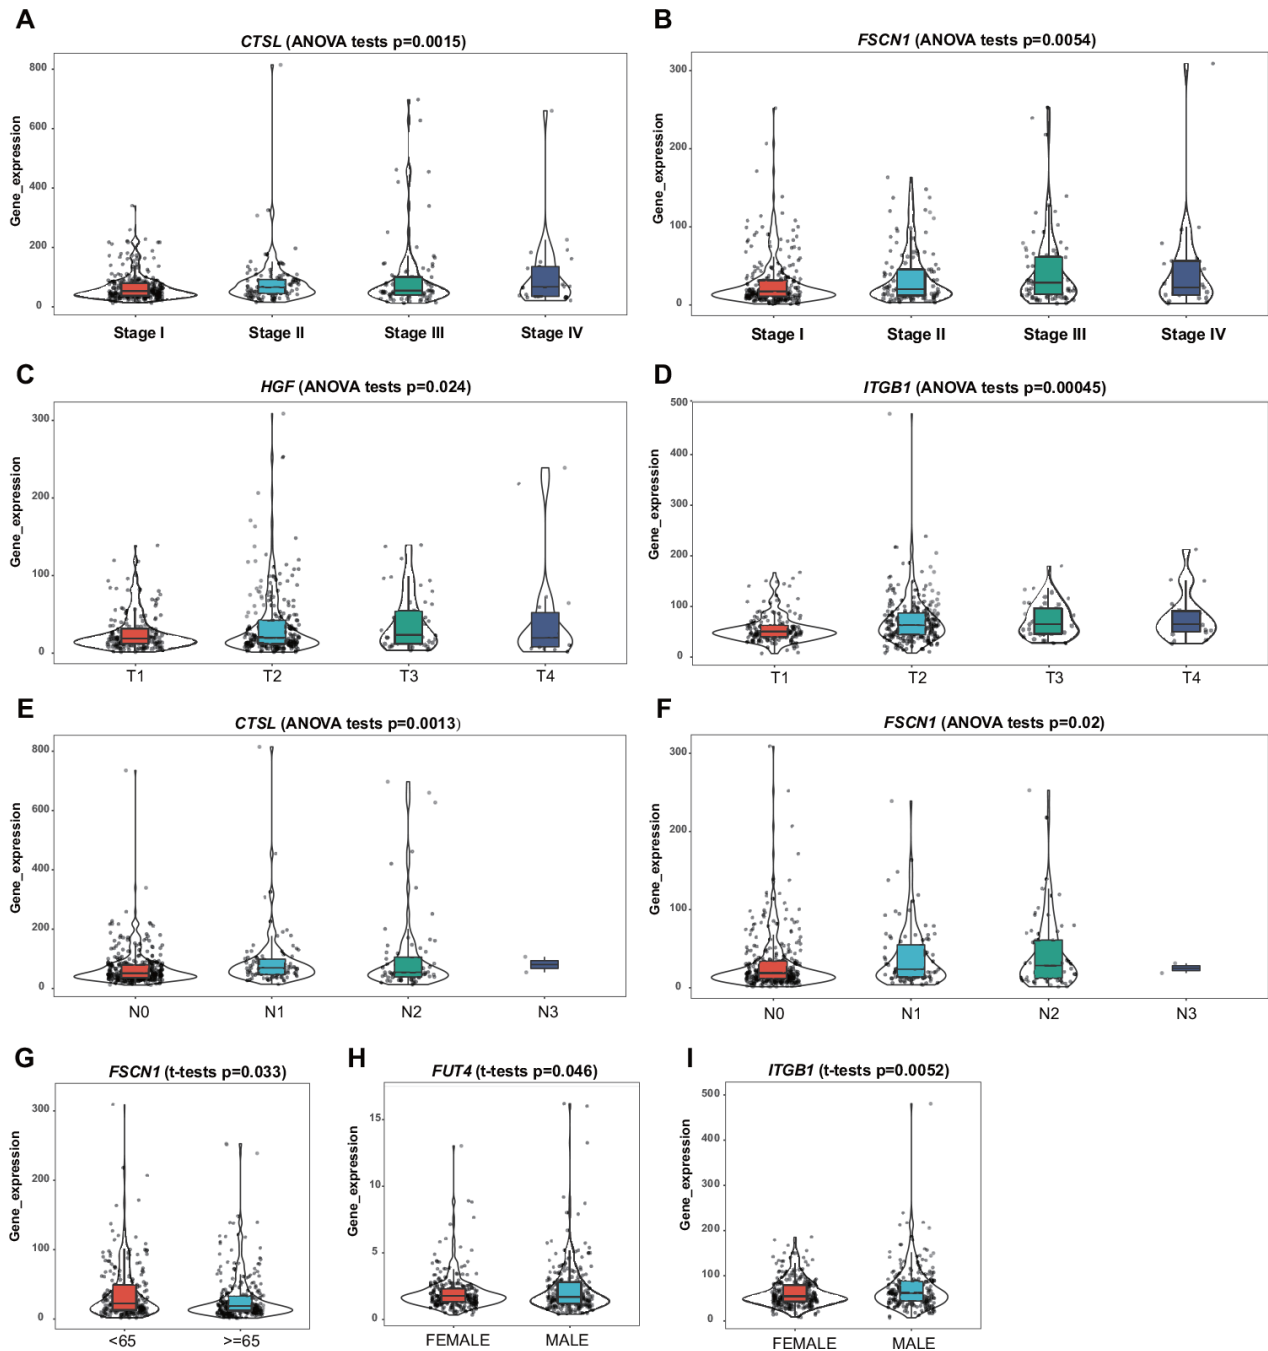 A
CTSL (ANOVA tests p=0.0015)
Gene_expression
800
600
400
200
0
Stage I Stage II Stage III Stage IV
B
FSCN1 (ANOVA tests p=0.0054)
Gene_expression
300
200
100
0
Stage I Stage II Stage III Stage IV
C
HGF (ANOVA tests p=0.024)
Gene_expression
300
200
100
0
T1 T2 T3 T4
D
ITGB1 (ANOVA tests p=0.00045)
Gene_expression
500
400
300
200
100
0
T1 T2 T3 T4
E
CTSL (ANOVA tests p=0.0013)
Gene_expression
800
600
400
200
0
N0 N1 N2 N3
F
FSCN1 (ANOVA tests p=0.02)
Gene_expression
300
200
100
0
N0 N1 N2 N3
G
FSCN1 (t-tests p=0.033)
Gene_expression
300
200
100
0
<65 >=65
H
FUT4 (t-tests p=0.046)
Gene_expression
15
10
5
0
FEMALE MALE
I
ITGB1 (t-tests p=0.0052)
Gene_expression
500
400
300
200
100
0
FEMALE MALE